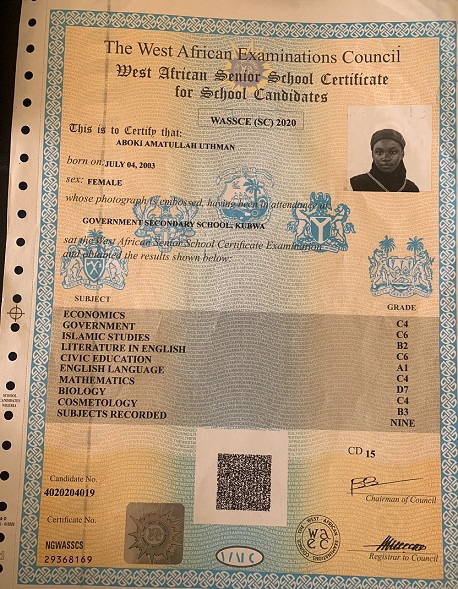 The West African Examinations Council
West African Senior School Certificate
for School Candidates
WASSCE (SC) 2020
This is to Certify that:
ABOKI AMATULLAH UTHMAN
born on: JULY 04, 2003
sex: FEMALE
whose photograph is embossed, having been in attendance at
GOVERNMENT SECONDARY SCHOOL, KUBWA
sat the West African Senior School Certificate Examination
and obtained the results shown below:
SUBJECT GRADE
ECONOMICS C4
GOVERNMENT C6
ISLAMIC STUDIES B2
LITERATURE IN ENGLISH C6
CIVIC EDUCATION A1
ENGLISH LANGUAGE C4
MATHEMATICS D7
BIOLOGY C4
COSMETOLOGY B3
SUBJECTS RECORDED NINE
CD 15
Candidate No.
4020204019
Chairman of Council
Certificate No.
NGWASSCS
29368169
waec
Registrar to Council